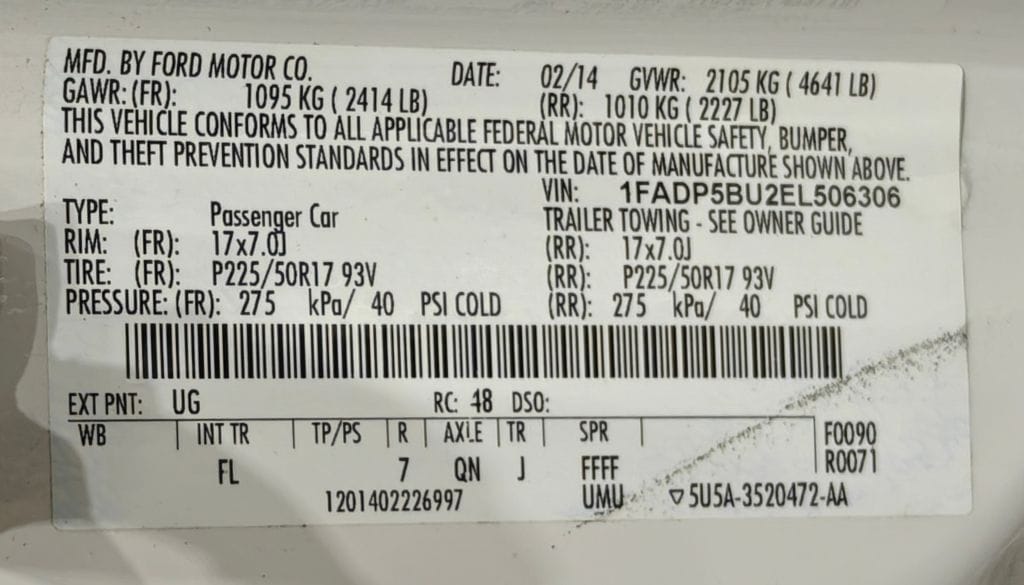 MFD. BY FORD MOTOR CO. DATE: 02/14 GVWR: 2105 KG ( 4641 LB)
GAWR: (FR): 1095 KG ( 2414 LB) (RR): 1010 KG ( 2227 LB)
THIS VEHICLE CONFORMS TO ALL APPLICABLE FEDERAL MOTOR VEHICLE SAFETY, BUMPER,
AND THEFT PREVENTION STANDARDS IN EFFECT ON THE DATE OF MANUFACTURE SHOWN ABOVE.
VIN: 1FADP5BU2EL506306
TYPE: Passenger Car TRAILER TOWING - SEE OWNER GUIDE
RIM: (FR): 17x7.0J (RR): 17x7.0J
TIRE: (FR): P225/50R17 93V (RR): P225/50R17 93V
PRESSURE: (FR): 275 kPa/ 40 PSI COLD (RR): 275 kPa/ 40 PSI COLD
EXT PNT: UG RC: 48 DSO:
WB INT TR TP/PS R AXLE TR SPR F0090
FL 7 QN J FFFF R0071
1201402226997 UMU ▽5U5A-3520472-AA